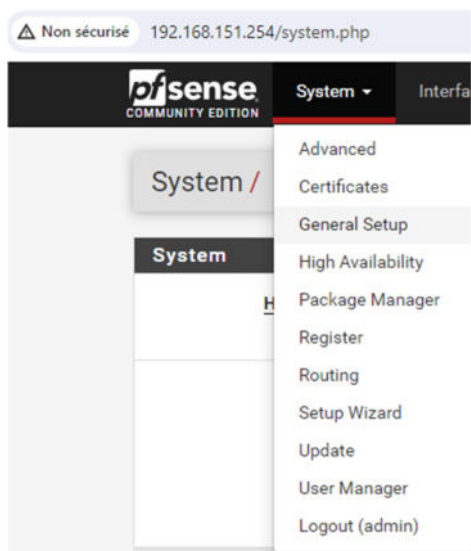 Non sécurisé 192.168.151.254/system.php
pfsense
COMMUNITY EDITION
System Interfa
System /
System
H
Advanced
Certificates
General Setup
High Availability
Package Manager
Register
Routing
Setup Wizard
Update
User Manager
Logout (admin)